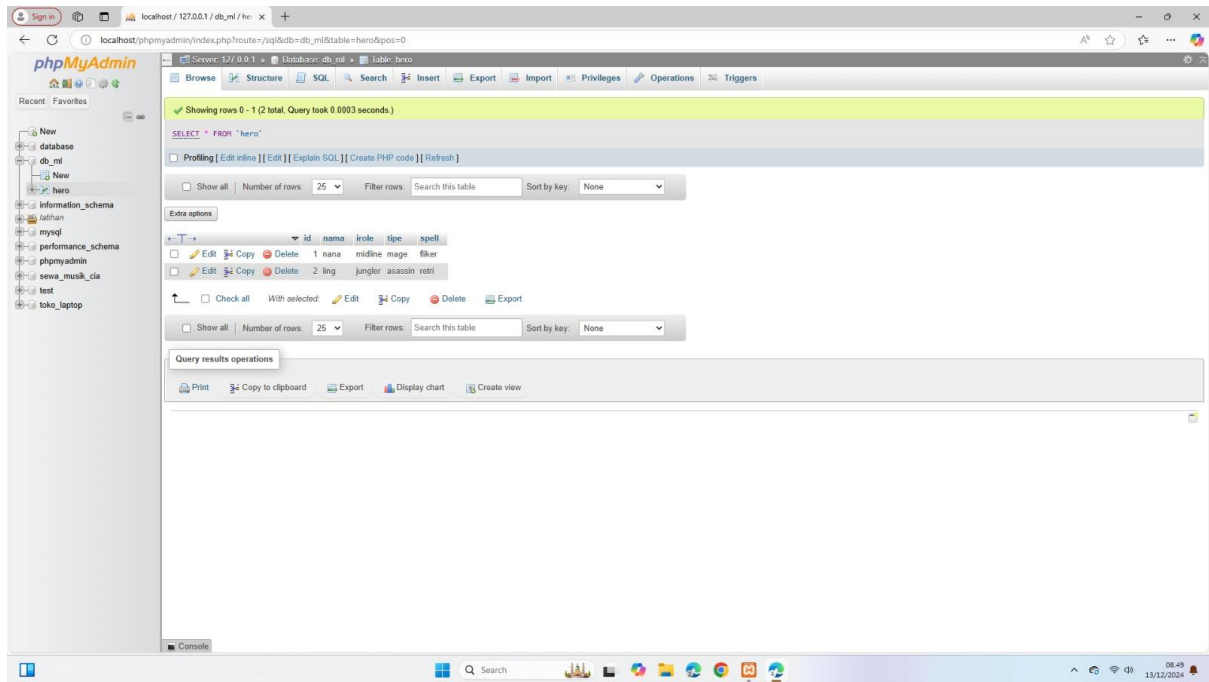 Sign in
localhost / 127.0.0.1 / db_ml / her
localhost/phpmyadmin/index.php?route=/sql&db=db_ml&table=hero&pos=0
phpMyAdmin
Recent Favorites
New
database
db_ml
New
hero
information_schema
latihan
mysql
performance_schema
phpmyadmin
sewa_musik_cia
test
toko_laptop
Server: 127.0.0.1 » Database: db_ml » Table: hero
Browse Structure SQL Search Insert Export Import Privileges Operations Triggers
Showing rows 0 - 1 (2 total, Query took 0.0003 seconds.)
SELECT * FROM `hero`
Profiling [ Edit inline ] [ Edit ] [ Explain SQL ] [ Create PHP code ] [ Refresh ]
Show all | Number of rows: 25 Filter rows: Search this table Sort by key: None
Extra options
←T→ id nama irole tipe spell
Edit Copy Delete 1 nana midline mage fliker
Edit Copy Delete 2 ling jungler asassin retri
Check all With selected: Edit Copy Delete Export
Show all | Number of rows: 25 Filter rows: Search this table Sort by key: None
Query results operations
Print Copy to clipboard Export Display chart Create view
Console
Search
08.49
13/12/2024